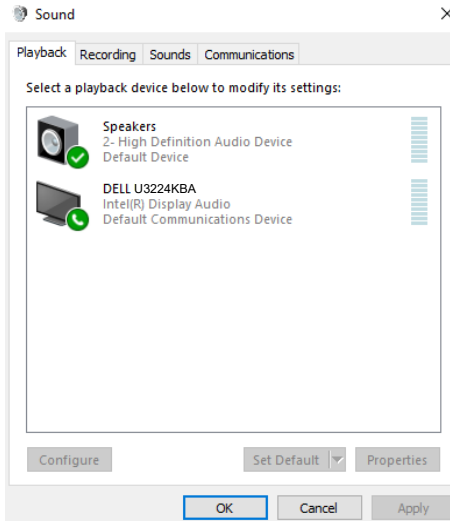 Sound
Playback Recording Sounds Communications
Select a playback device below to modify its settings:
Speakers
2- High Definition Audio Device
Default Device
DELL U3224KBA
Intel(R) Display Audio
Default Communications Device
Configure Set Default Properties
OK Cancel Apply